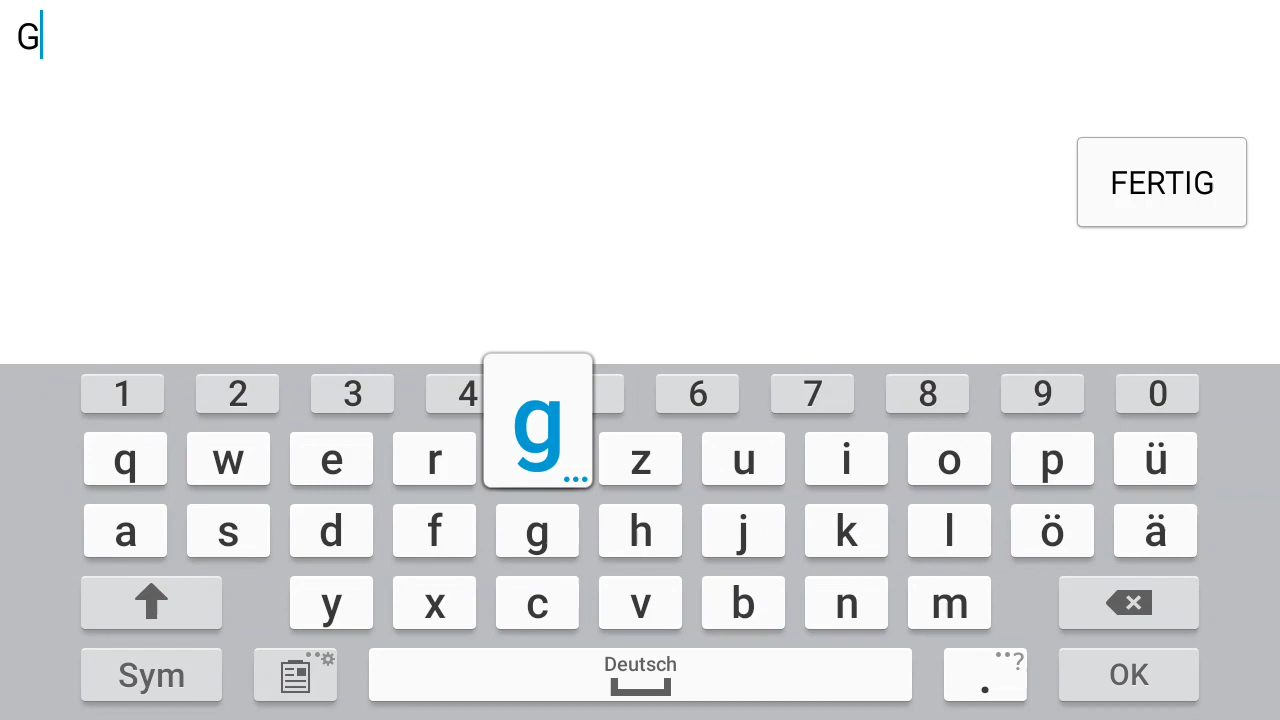 G
FERTIG
1 2 3 4 6 7 8 9 0
g
q w e r z u i o p ü
a s d f g h j k l ö ä
y x c v b n m
Sym Deutsch . ? OK